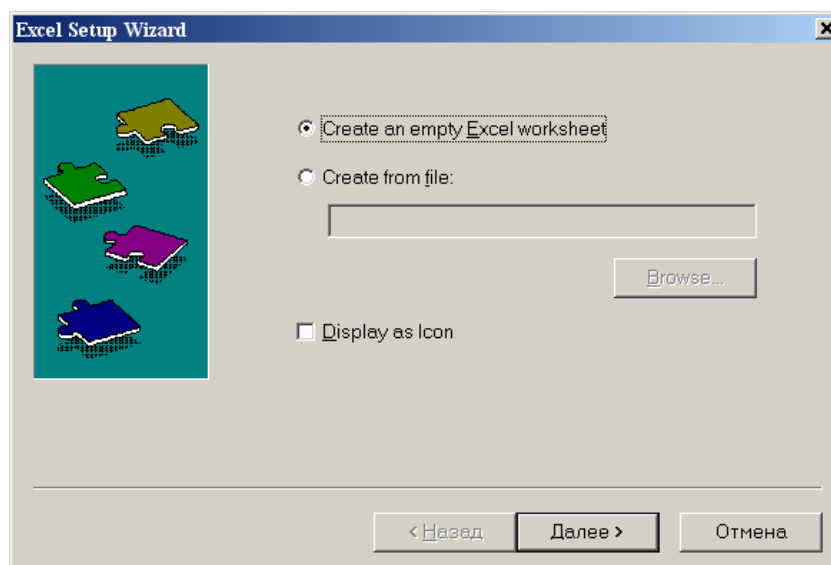 Excel Setup Wizard
Create an empty Excel worksheet
Create from file:
Browse...
Display as Icon
< Назад Далее > Отмена